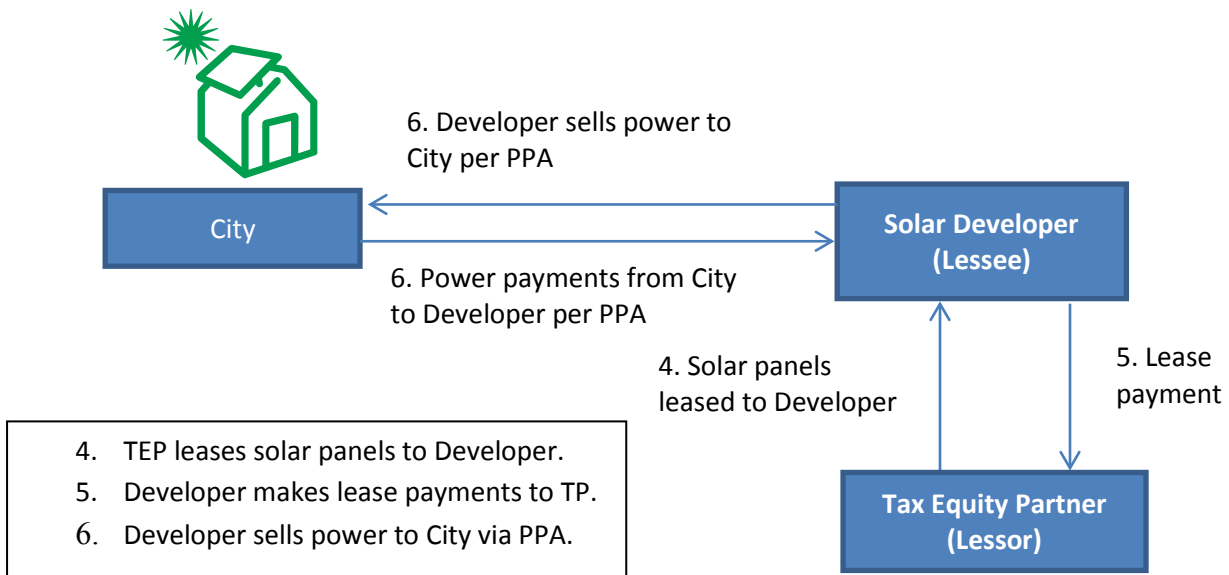 6. Developer sells power to
City per PPA
City
Solar Developer
(Lessee)
6. Power payments from City
to Developer per PPA
4. Solar panels
leased to Developer
5. Lease
payment
4. TEP leases solar panels to Developer.
5. Developer makes lease payments to TP.
6. Developer sells power to City via PPA.
Tax Equity Partner
(Lessor)